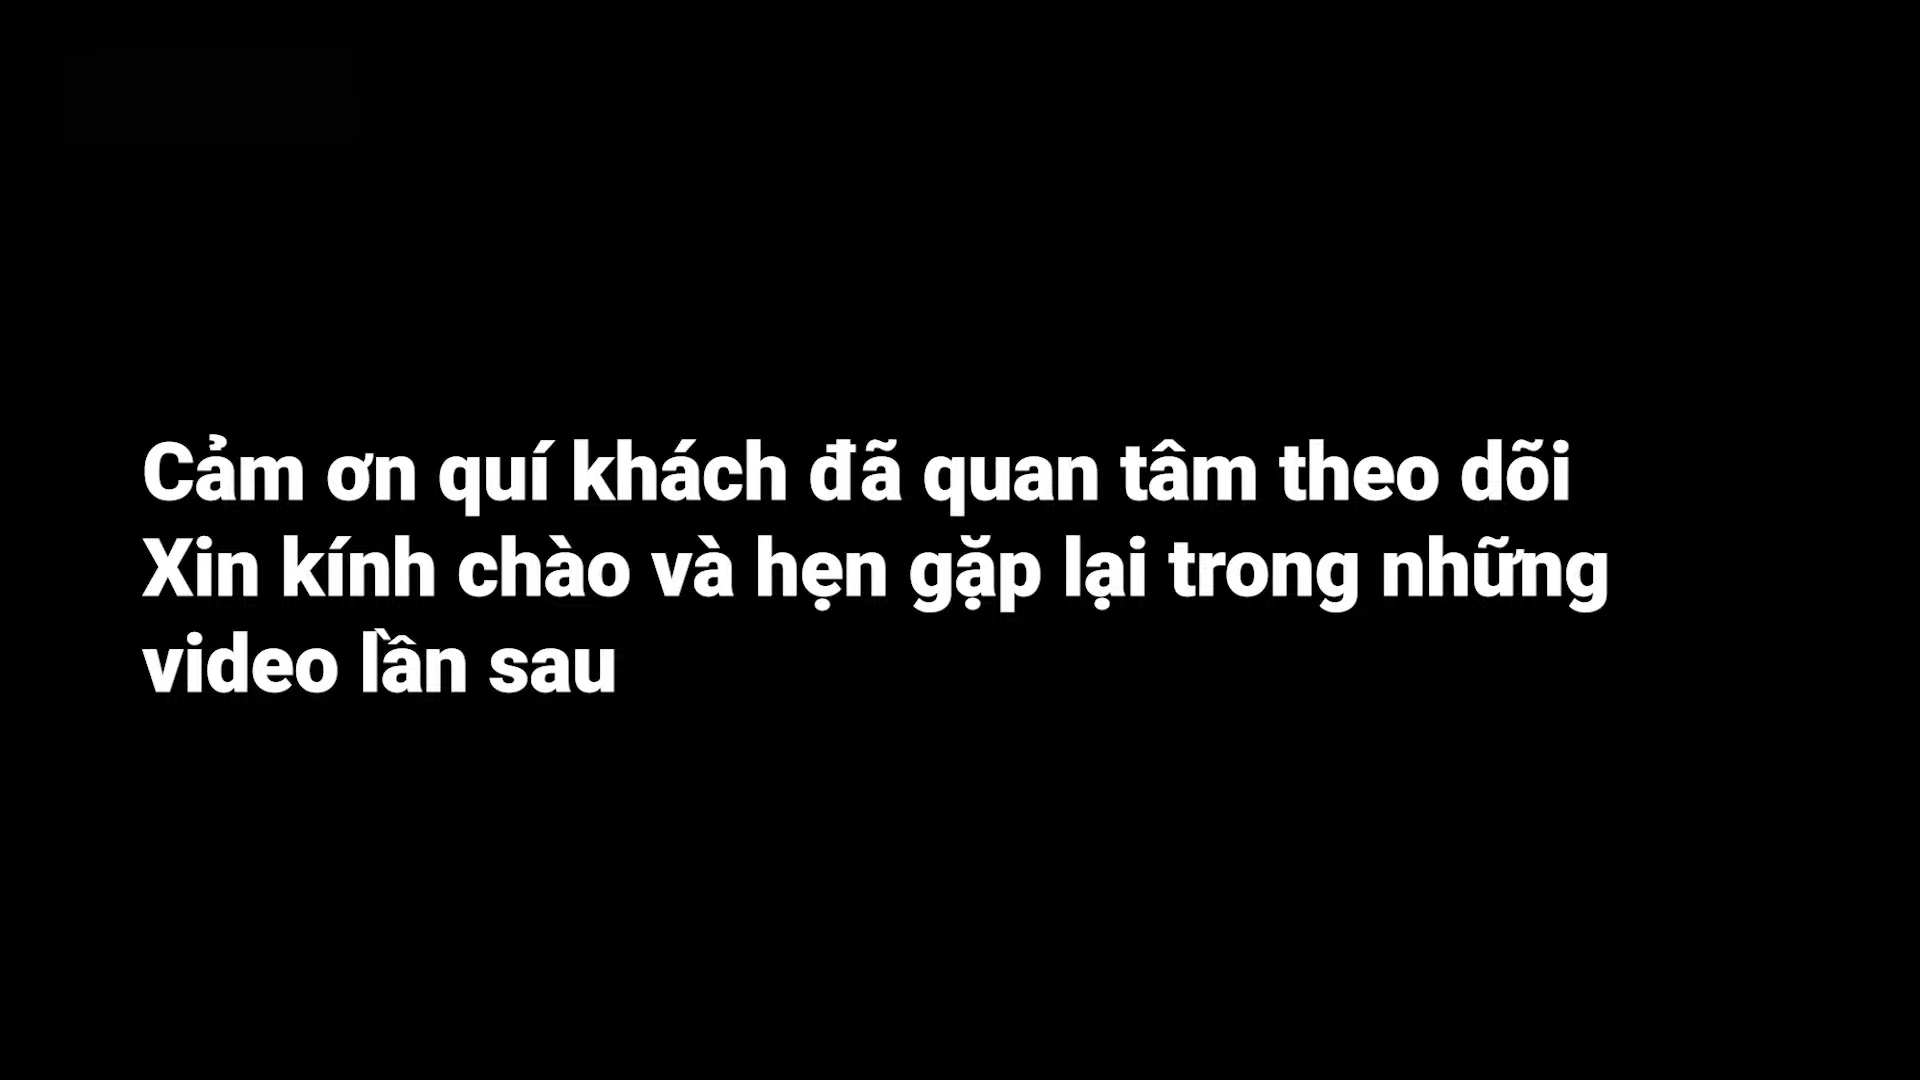 Cảm ơn quí khách đã quan tâm theo dõi
Xin kính chào và hẹn gặp lại trong những
video lần sau